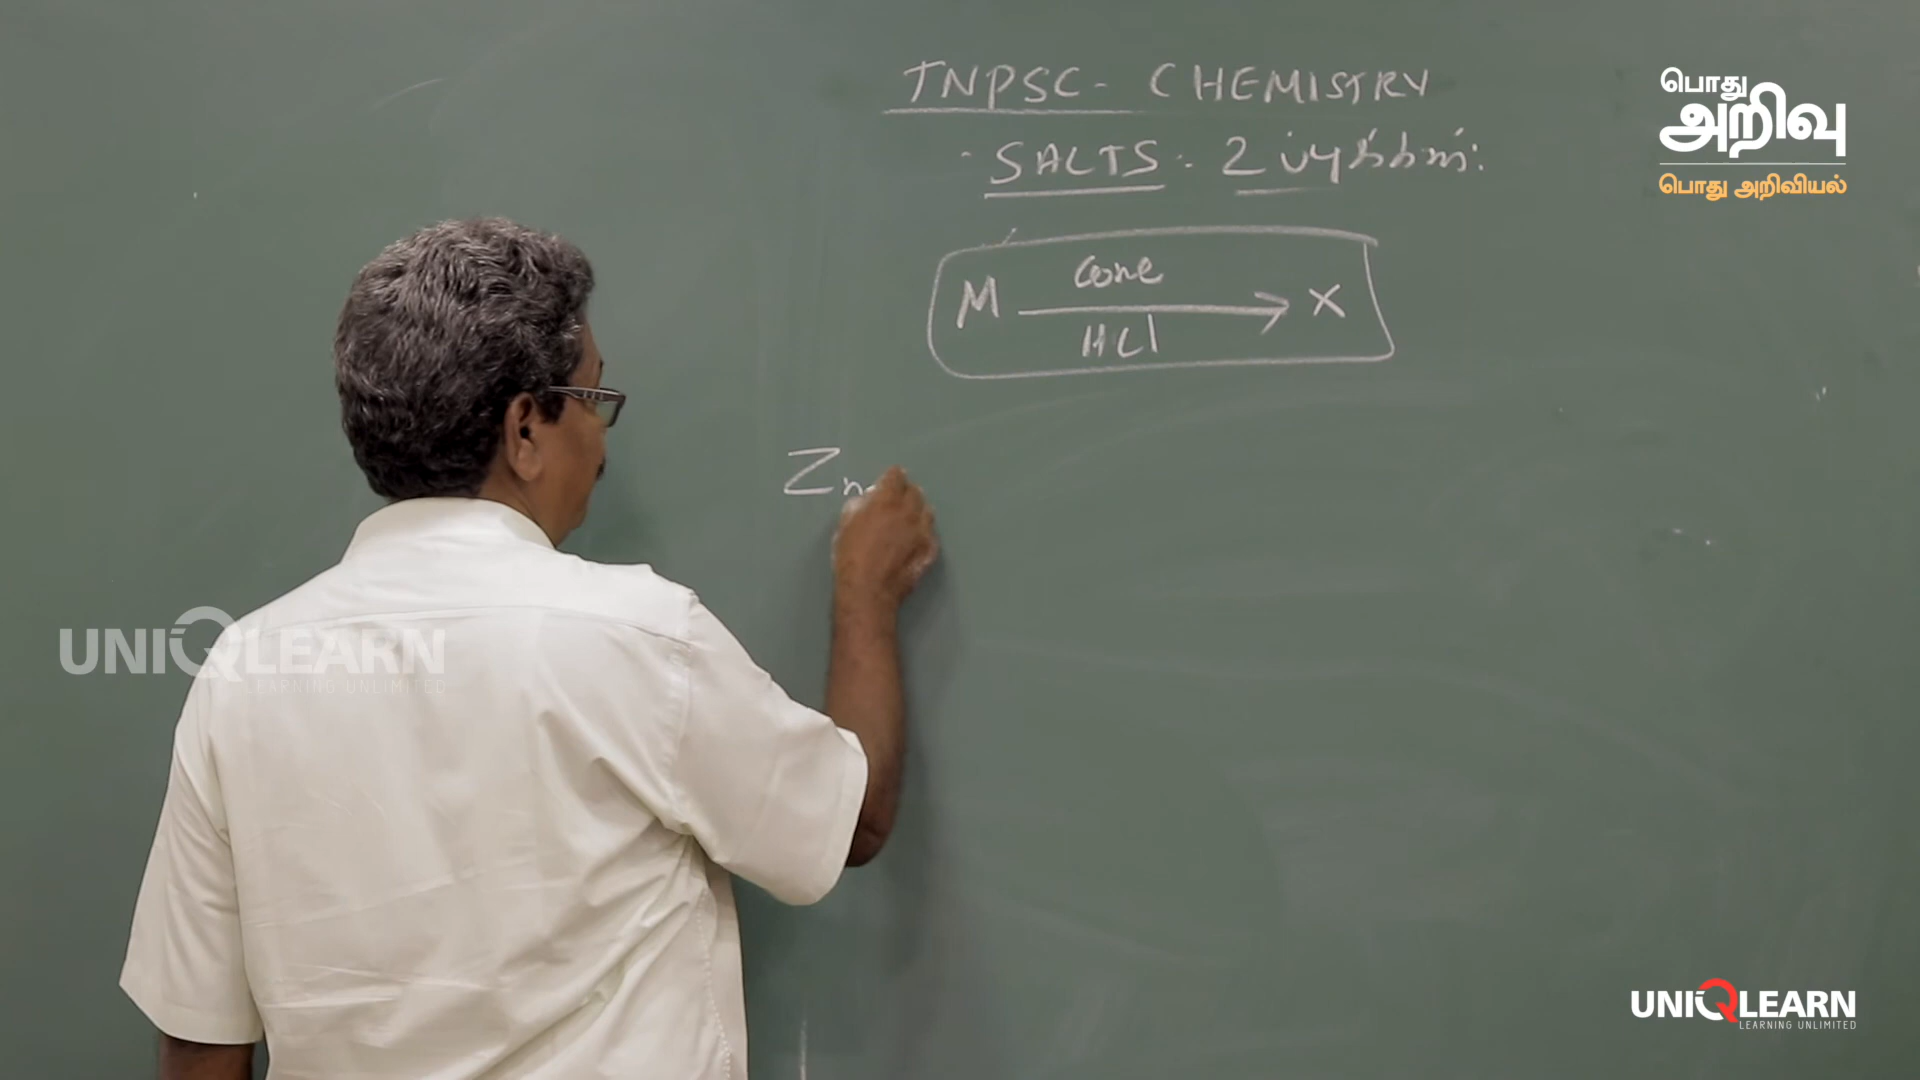 TNPSC - CHEMISTRY
SALTS : உப்புக்கள்:
M conc HCl → X
Zn
பொது
அறிவு
பொது அறிவியல்
UNIQLEARN
LEARNING UNLIMITED
UNIQLEARN
LEARNING UNLIMITED